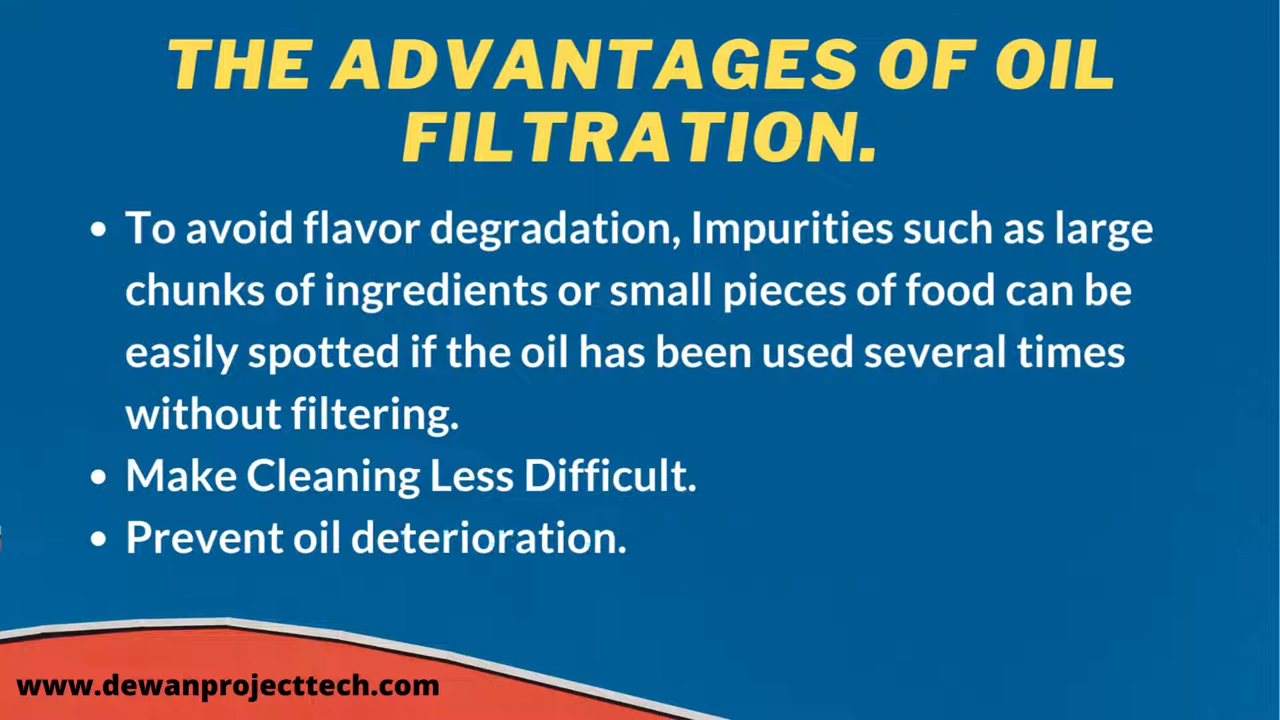 THE ADVANTAGES OF OIL
FILTRATION.
• To avoid flavor degradation, Impurities such as large
chunks of ingredients or small pieces of food can be
easily spotted if the oil has been used several times
without filtering.
• Make Cleaning Less Difficult.
• Prevent oil deterioration.
www.dewanprojecttech.com